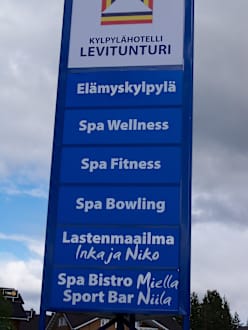 KYLPYLÄHOTELLI
LEVITUNTURI
Elämyskylpylä
Spa Wellness
Spa Fitness
Spa Bowling
Lastenmaailma
Inka ja Niko
Spa Bistro Miella
Sport Bar Niila